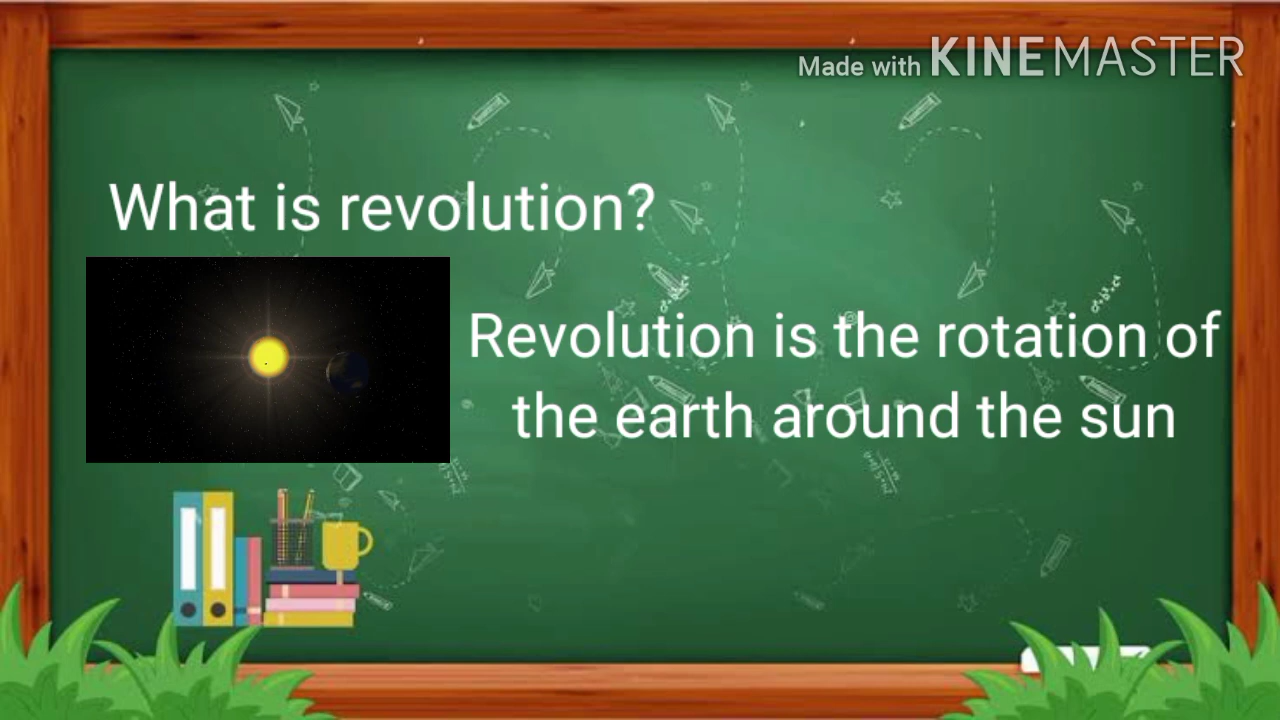 Made with KINEMASTER
What is revolution?
Revolution is the rotation of
the earth around the sun